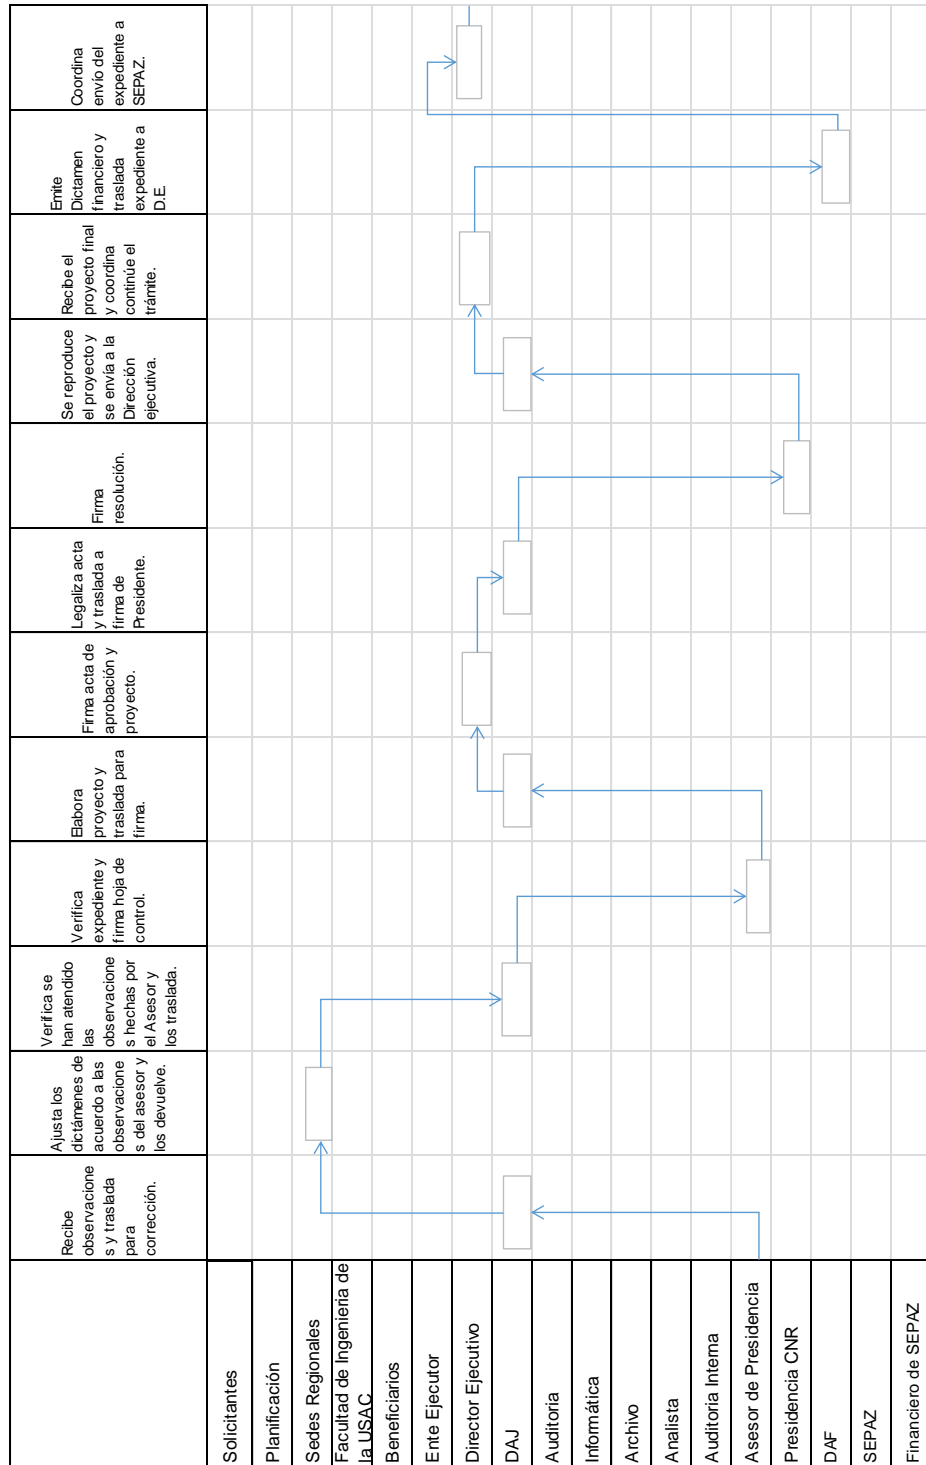 Recibe
observacione
s y traslada
para
corrección.
Ajusta los
dictámenes de
acuerdo a las
observacione
s del asesor y
los devuelve.
Verifica se
han atendido
las
observacione
s hechas por
el Asesor y
los traslada.
Verifica
expediente y
firma hoja de
control.
Elabora
proyecto y
traslada para
firma.
Firma acta de
aprobación y
proyecto.
Legaliza acta
y traslada a
firma de
Presidente.
Firma
resolución.
Se reproduce
el proyecto y
se envía a la
Dirección
ejecutiva.
Recibe el
proyecto final
y coordina
continúe el
trámite.
Emite
Dictamen
financiero y
traslada
expediente a
D.E.
Coordina
envío del
expediente a
SEPAZ.
Solicitantes
Planificación
Sedes Regionales
Facultad de Ingeniería de
la USAC
Beneficiarios
Ente Ejecutor
Director Ejecutivo
DAJ
Auditoria
Informática
Archivo
Analista
Auditoria Interna
Asesor de Presidencia
Presidencia CNR
DAF
SEPAZ
Financiero de SEPAZ